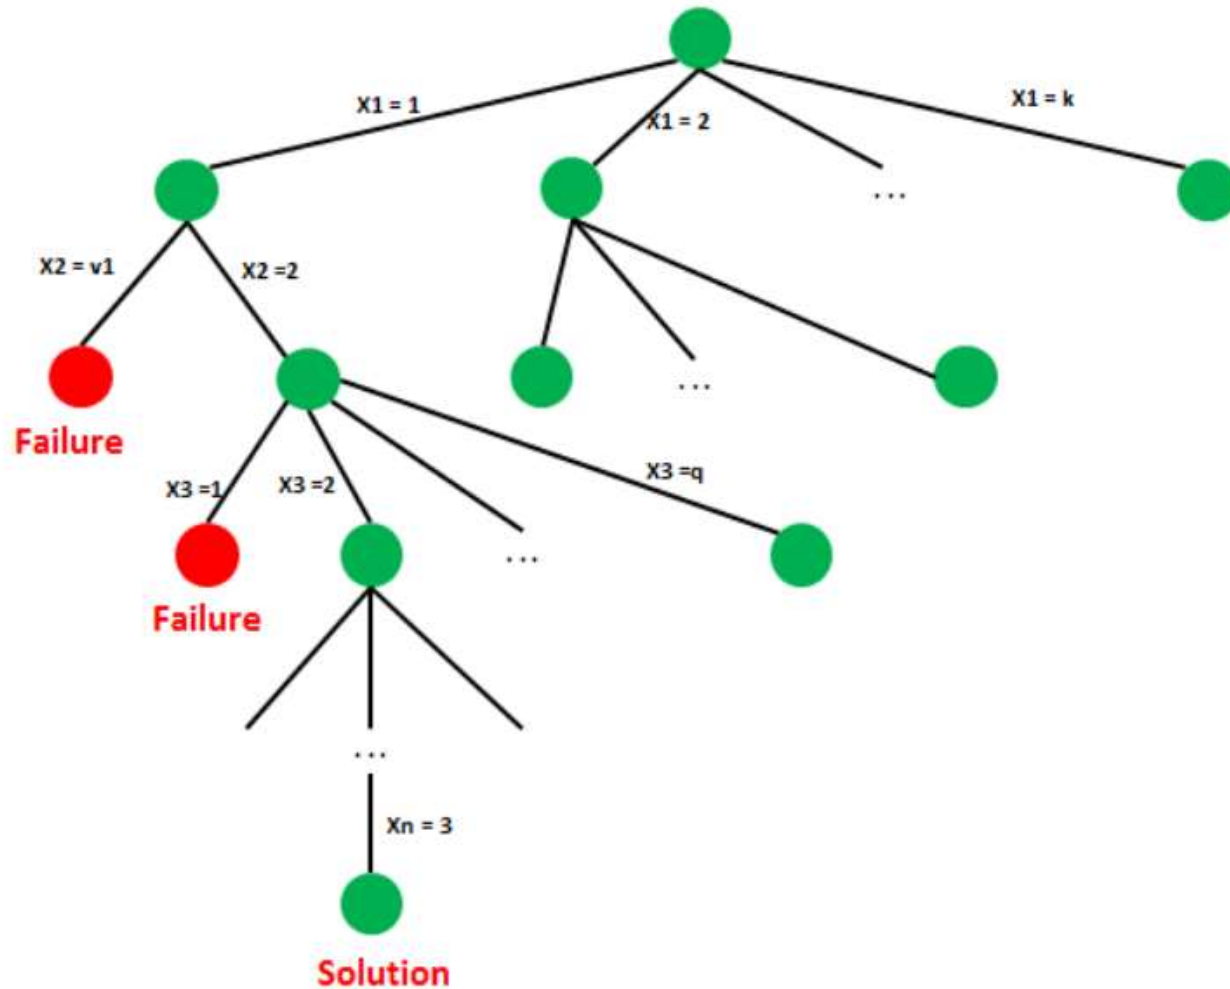 X1 = 1
X1 = 2
X1 = k
...
X2 = v1
X2 =2
...
Failure
X3 =1
X3 =2
X3 =q
...
Failure
...
Xn = 3
Solution